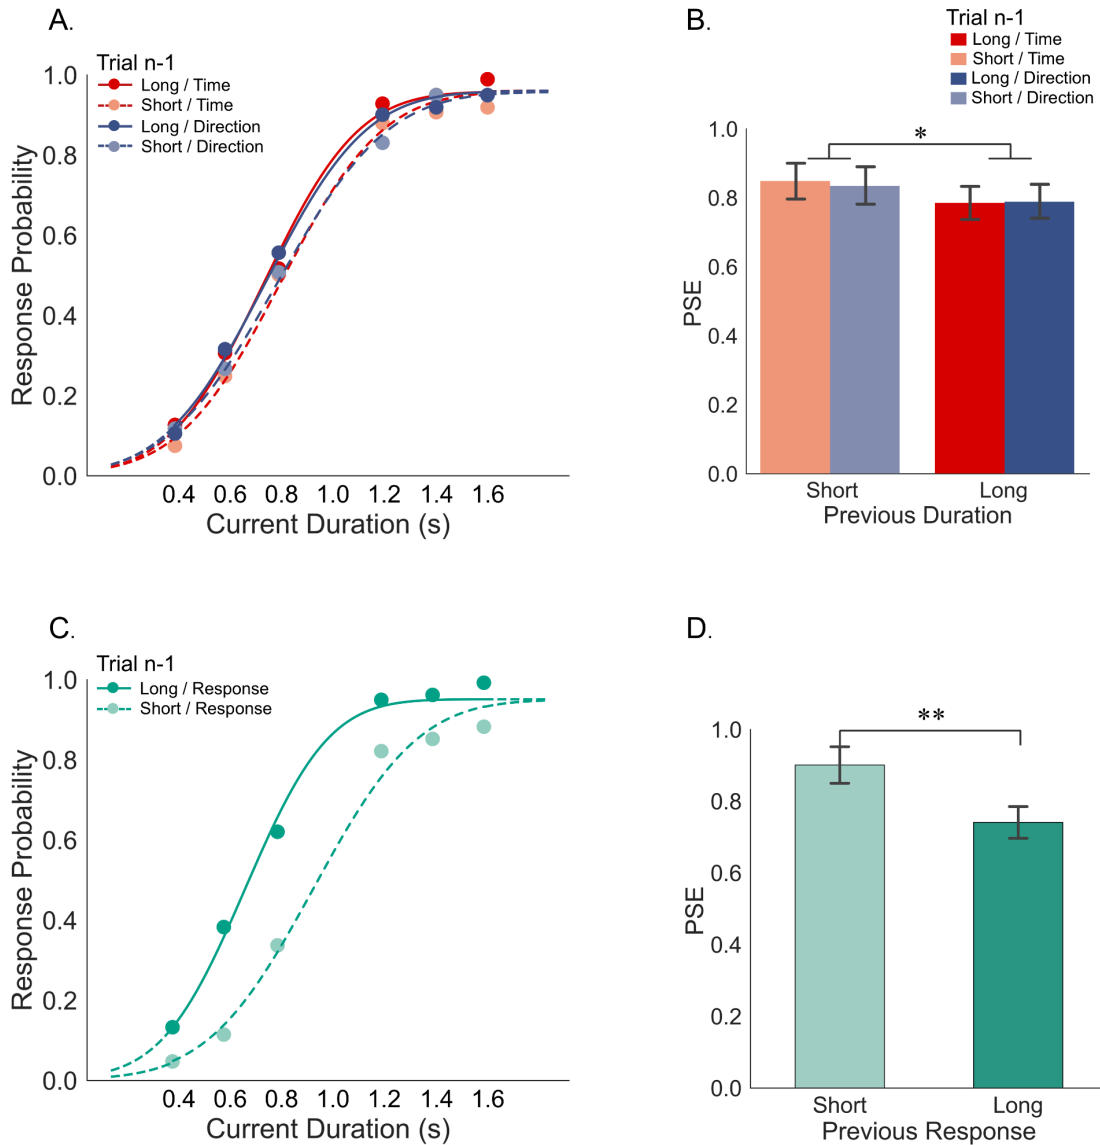 A.
Trial n-1
Long / Time
Short / Time
Long / Direction
Short / Direction
Response Probability
1.0
0.8
0.6
0.4
0.2
0.0
0.4 0.6 0.8 1.0 1.2 1.4 1.6
Current Duration (s)
B.
Trial n-1
Long / Time
Short / Time
Long / Direction
Short / Direction
*
PSE
1.0
0.8
0.6
0.4
0.2
0.0
Short Long
Previous Duration
C.
Trial n-1
Long / Response
Short / Response
Response Probability
1.0
0.8
0.6
0.4
0.2
0.0
0.4 0.6 0.8 1.0 1.2 1.4 1.6
Current Duration (s)
D.
**
PSE
1.0
0.8
0.6
0.4
0.2
0.0
Short Long
Previous Response